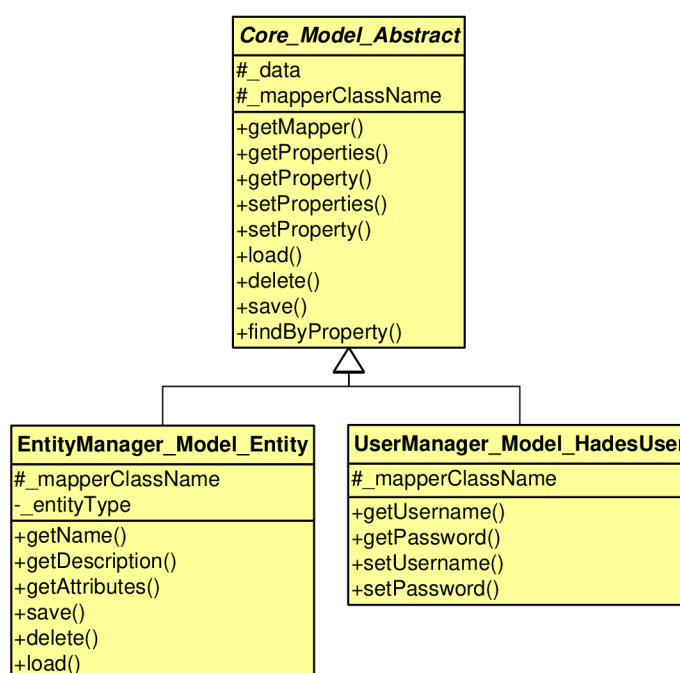 Core_Model_Abstract
#_data
#_mapperClassName
+getMapper()
+getProperties()
+getProperty()
+setProperties()
+setProperty()
+load()
+delete()
+save()
+findByProperty()
EntityManager_Model_Entity
#_mapperClassName
-_entityType
+getName()
+getDescription()
+getAttributes()
+save()
+delete()
+load()
UserManager_Model_HadesUser
#_mapperClassName
+getUsername()
+getPassword()
+setUsername()
+setPassword()